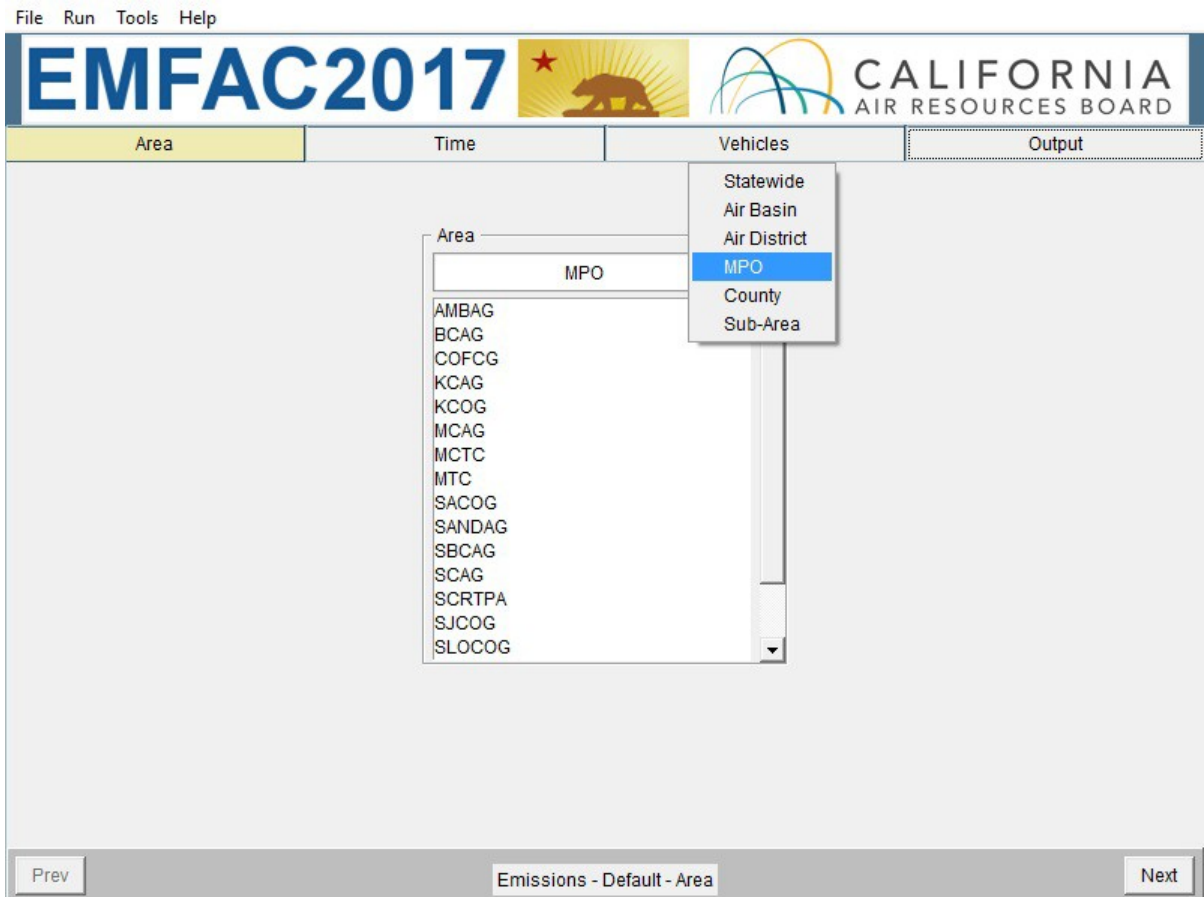 File Run Tools Help
EMFAC2017
CALIFORNIA
AIR RESOURCES BOARD
Area Time Vehicles Output
Statewide
Air Basin
Air District
MPO
County
Sub-Area
Area
MPO
AMBAG
BCAG
COFCG
KCAG
KCOG
MCAG
MCTC
MTC
SACOG
SANDAG
SBCAG
SCAG
SCRTPA
SJCOG
SLOCOG
Prev Emissions - Default - Area Next